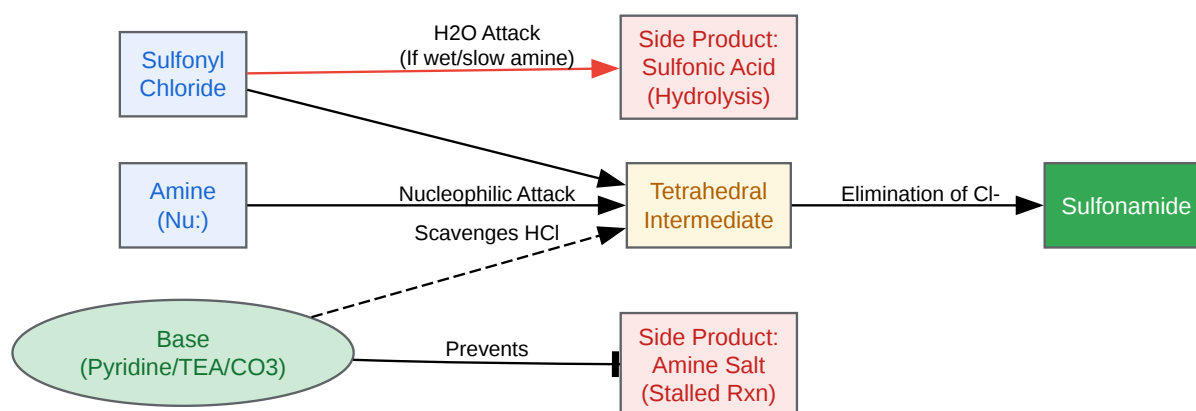 H2O Attack
(If wet/slow amine)
Sulfonyl
Chloride
Side Product:
Sulfonic Acid
(Hydrolysis)
Amine
(Nu:)
Nucleophilic Attack
Tetrahedral
Intermediate
Elimination of Cl-
Sulfonamide
Scavenges HCl
Base
(Pyridine/TEA/CO3)
Prevents
Side Product:
Amine Salt
(Stalled Rxn)